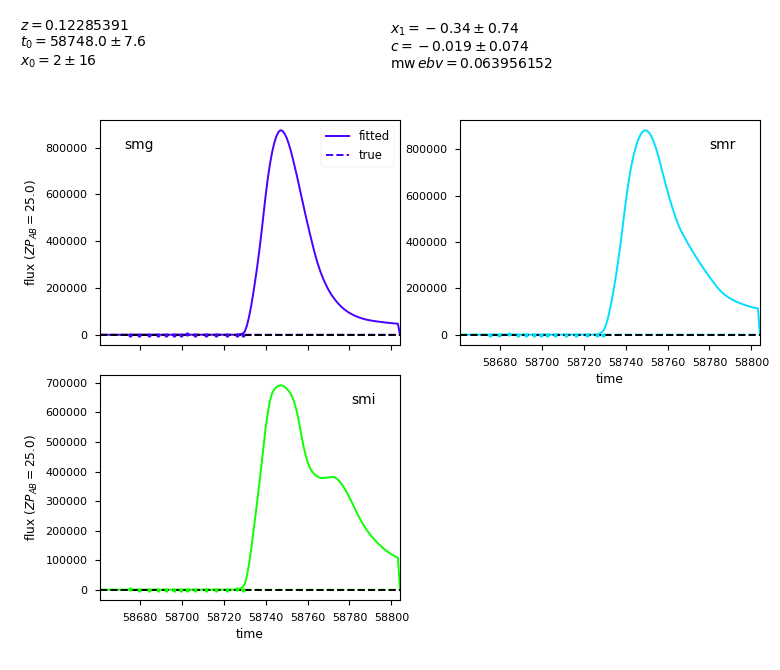 z = 0.12285391
t₀ = 58748.0 ± 7.6
x₀ = 2 ± 16
x₁ = −0.34 ± 0.74
c = −0.019 ± 0.074
mw ebv = 0.063956152
smg
fitted
true
800000
600000
400000
200000
0
flux (ZP_AB = 25.0)
smr
800000
600000
400000
200000
0
58680 58700 58720 58740 58760 58780 58800
time
smi
700000
600000
500000
400000
300000
200000
100000
0
flux (ZP_AB = 25.0)
58680 58700 58720 58740 58760 58780 58800
time